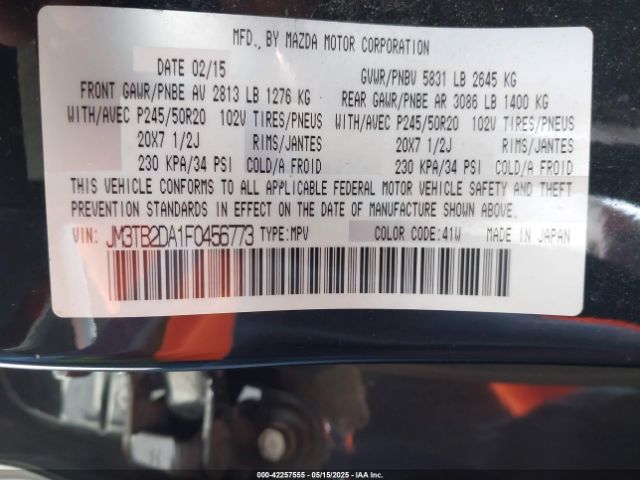 MFD., BY MAZDA MOTOR CORPORATION
DATE 02/15 GVWR/PNBV 5831 LB 2645 KG
FRONT GAWR/PNBE AV 2813 LB 1276 KG REAR GAWR/PNBE AR 3086 LB 1400 KG
WITH/AVEC P245/50R20 102V TIRES/PNEUS WITH/AVEC P245/50R20 102V TIRES/PNEUS
20X7 1/2J RIMS/JANTES 20X7 1/2J RIMS/JANTES
230 KPA/34 PSI COLD/A FROID 230 KPA/34 PSI COLD/A FROID
THIS VEHICLE CONFORMS TO ALL APPLICABLE FEDERAL MOTOR VEHICLE SAFETY AND THEFT
PREVENTION STANDARDS IN EFFECT ON THE DATE OF MANUFACTURE SHOWN ABOVE.
VIN: JM3TB2DA1F0456773 TYPE:MPV COLOR CODE:41W MADE IN JAPAN
000-42257555 - 05/15/2025 - IAA Inc.